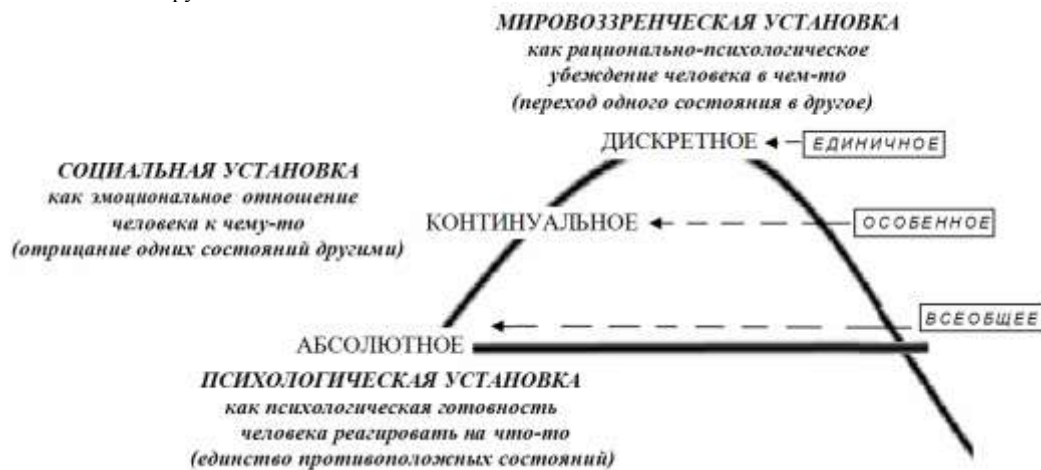 МИРОВОЗЗРЕНЧЕСКАЯ УСТАНОВКА
как рационально-психологическое
убеждение человека в чем-то
(переход одного состояния в другое)
ДИСКРЕТНОЕ
ЕДИНИЧНОЕ
СОЦИАЛЬНАЯ УСТАНОВКА
как эмоциональное отношение
человека к чему-то
(отрицание одних состояний другими)
КОНТИНУАЛЬНОЕ
ОСОБЕННОЕ
ВСЕОБЩЕЕ
АБСОЛЮТНОЕ
ПСИХОЛОГИЧЕСКАЯ УСТАНОВКА
как психологическая готовность
человека реагировать на что-то
(единство противоположных состояний)